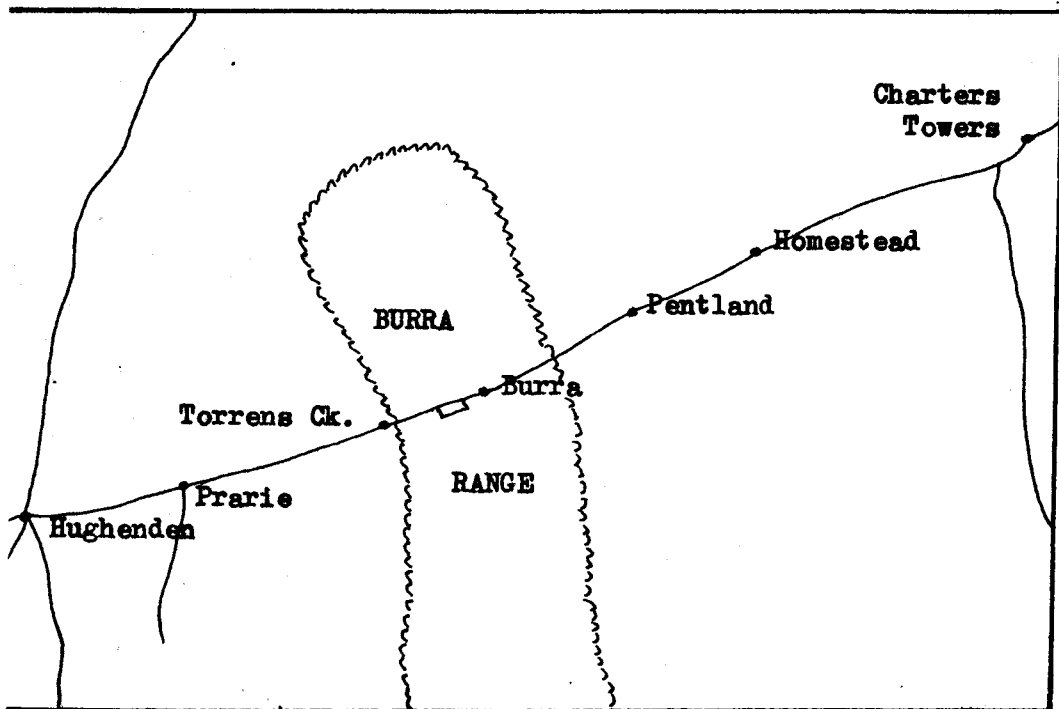 Charters
Towers
Homestead
Pentland
BURRA
Burra
Torrens Ck.
RANGE
Prarie
Hughenden